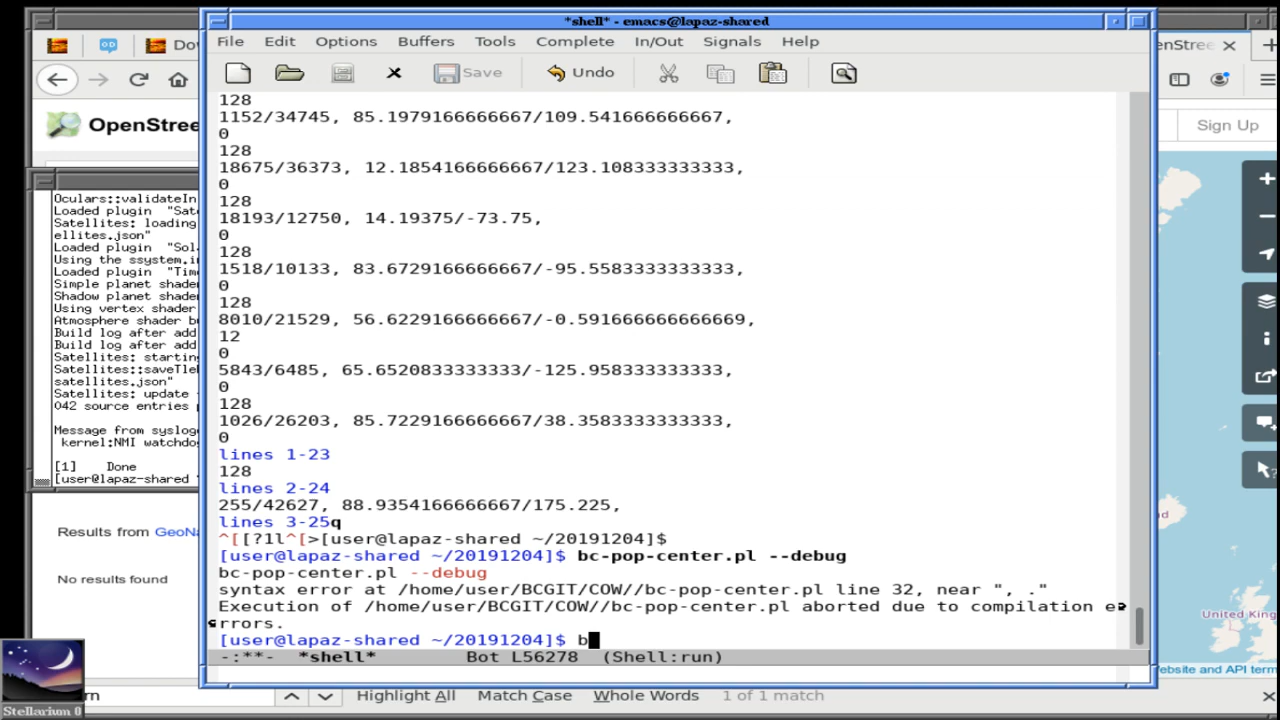 *shell* - emacs@lapaz-shared
File Edit Options Buffers Tools Complete In/Out Signals Help
Save Undo
128
1152/34745, 85.1979166666667/109.541666666667,
0
128
18675/36373, 12.1854166666667/123.108333333333,
0
128
18193/12750, 14.19375/-73.75,
0
128
1518/10133, 83.6729166666667/-95.5583333333333,
0
128
8010/21529, 56.6229166666667/-0.591666666666669,
12
0
5843/6485, 65.6520833333333/-125.958333333333,
0
128
1026/26203, 85.7229166666667/38.3583333333333,
0
lines 1-23
128
lines 2-24
255/42627, 88.9354166666667/175.225,
lines 3-25q
^[[?1l^[>[user@lapaz-shared ~/20191204]$
[user@lapaz-shared ~/20191204]$ bc-pop-center.pl --debug
bc-pop-center.pl --debug
syntax error at /home/user/BCGIT/COW//bc-pop-center.pl line 32, near ", ."
Execution of /home/user/BCGIT/COW//bc-pop-center.pl aborted due to compilation e
rrors.
[user@lapaz-shared ~/20191204]$ b
-:**- *shell* Bot L56278 (Shell:run)
Do
OpenStree
Oculars::validateIn
Loaded plugin "Sate
Satellites: loading
ellites.json"
Loaded plugin "Sol
Using the ssystem.in
Loaded plugin "Time
Simple planet shade
Shadow planet shade
Using vertex shader
Atmosphere shader b
Build log after add
Build log after add
Satellites: starting
Satellites::saveTle
satellites.json"
Satellites: update
042 source entries
Message from syslog
kernel:NMI watchdo
[1] Done
[user@lapaz-shared
Results from GeoNa
No results found
enStree
Sign Up
nd
United King
ebsite and API term
rn
Highlight All Match Case Whole Words 1 of 1 match
Stellarium 0